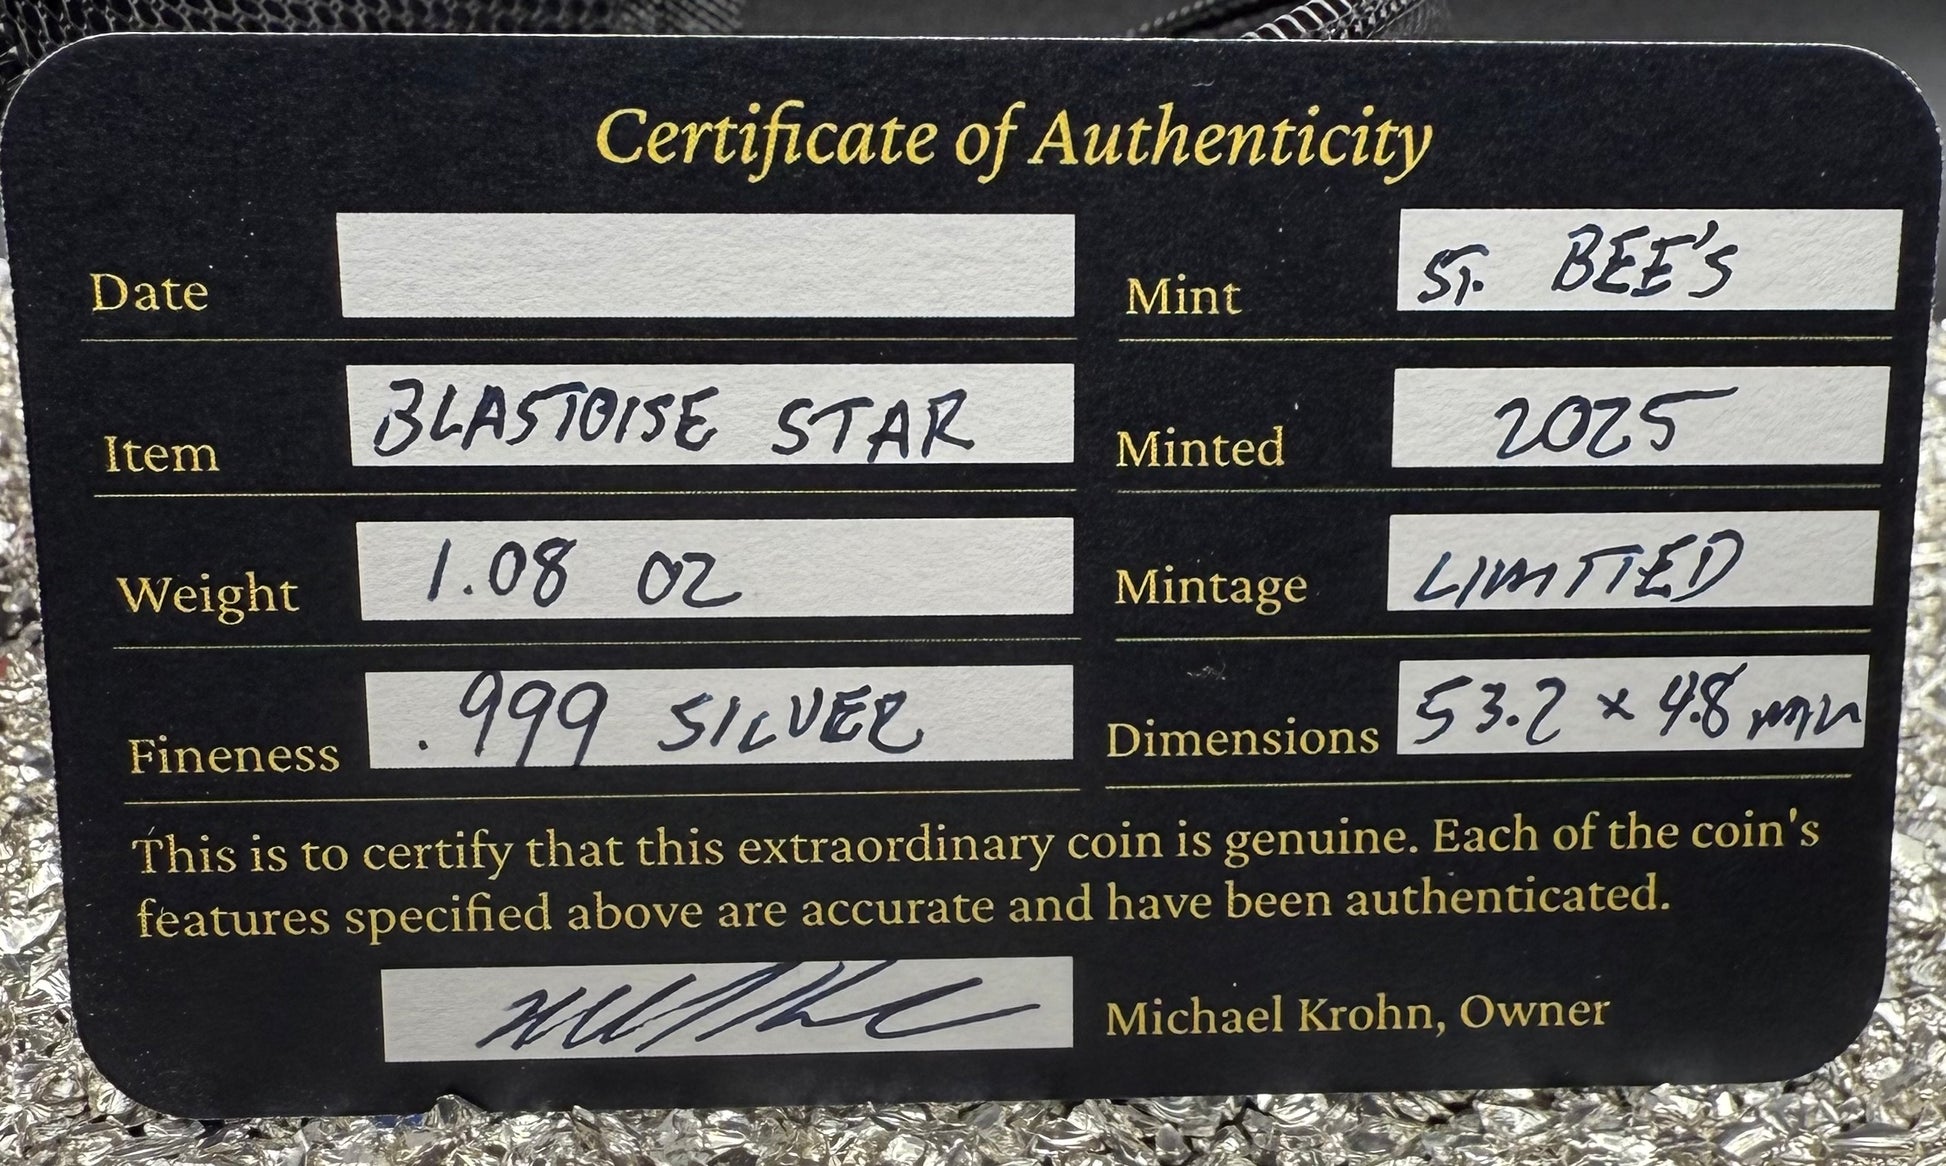 Certificate of Authenticity
Date
Mint ST. BEE'S
Item BLASTOISE STAR
Minted 2025
Weight 1.08 OZ
Mintage LIMITED
Fineness .999 SILVER
Dimensions 53.2 x 4.8 mm
This is to certify that this extraordinary coin is genuine. Each of the coin's
features specified above are accurate and have been authenticated.
Michael Krohn, Owner